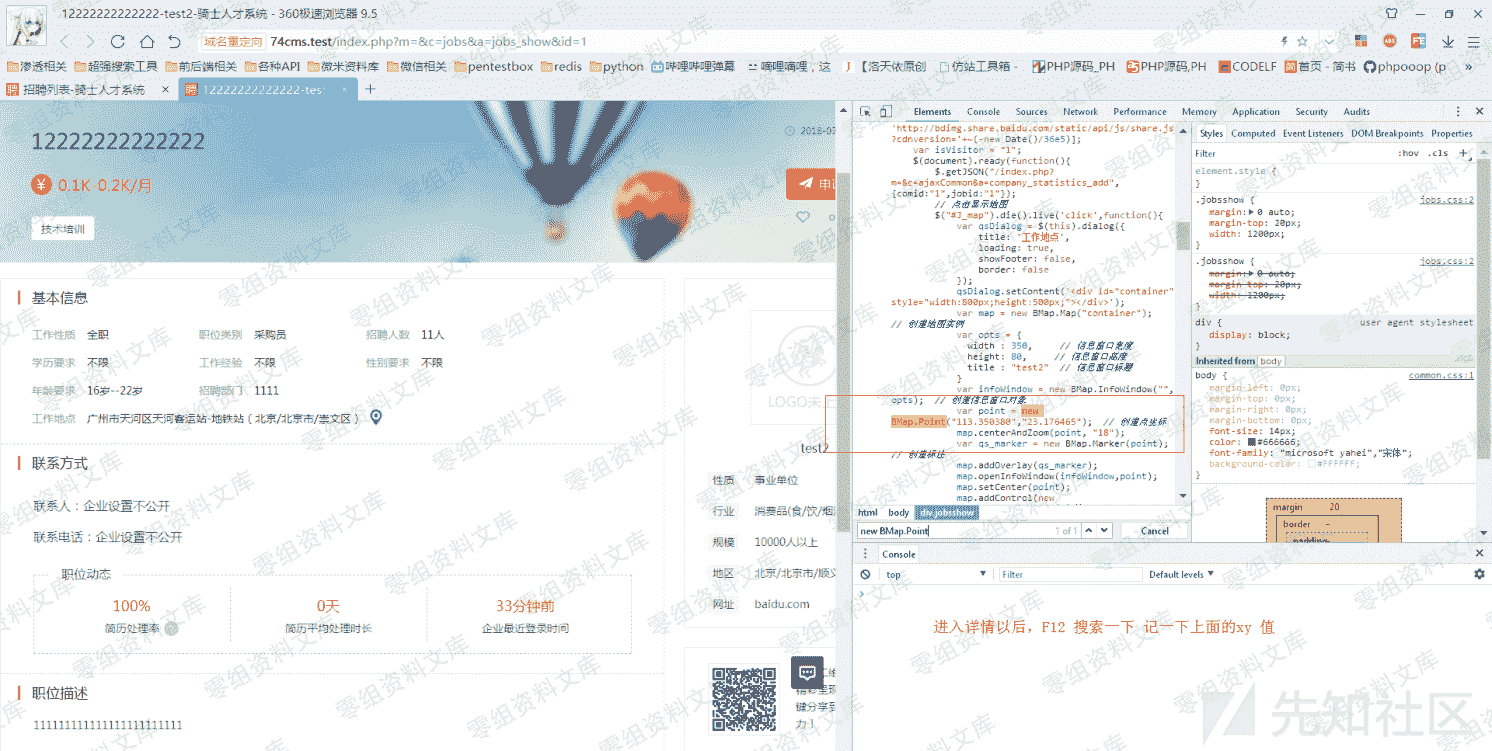 12222222222222-test2-骑士人才系统 - 360极速浏览器 9.5
域名重定向 74cms.test/index.php?m=&c=jobs&a=jobs_show&id=1
渗透相关 超强搜索工具 前后端相关 各种API 微米资料库 微信相关 pentestbox redis python 哔哩哔哩弹幕 嘀哩嘀哩，这 【洛天依原创 仿站工具箱 - PHP源码_PH PHP源码,PH CODELF 首页 - 简书 phpooop (p »
招聘列表-骑士人才系统 × 12222222222222-test × +
12222222222222
2018-07
¥ 0.1K-0.2K/月
申请
技术培训
基本信息
工作性质 全职 职位类别 采购员 招聘人数 11人
学历要求 不限 工作经验 不限 性别要求 不限
年龄要求 16岁--22岁 招聘部门 1111
工作地点 广州市天河区天河客运站-地铁站（北京/北京市/崇文区）
联系方式
联系人：企业设置不公开
联系电话：企业设置不公开
职位动态
100% 0天 33分钟前
简历处理率 ? 简历平均处理时长 企业最近登录时间
职位描述
1111111111111111111111111
LOGO未
test2
性质 事业单位
行业 消费品(食/饮/烟
规模 10000人以上
地区 北京/北京市/顺义
网址 baidu.com
键分享到
力！
Elements Console Sources Network Performance Memory Application Security Audits
'http://bdimg.share.baidu.com/static/api/js/share.js
?cdnversion='+~(-new Date()/36e5)];
var isVisitor = "1";
$(document).ready(function(){
$.getJSON("/index.php?
m=&c=ajaxCommon&a=company_statistics_add",
{comid:"1",jobid:"1"});
// 点击显示地图
$("#J_map").die().live('click',function(){
var qsDialog = $(this).dialog({
title: '工作地点',
loading: true,
showFooter: false,
border: false
});
qsDialog.setContent('<div id="container"
style="width:800px;height:500px;"></div>');
var map = new BMap.Map("container");
// 创建地图实例
var opts = {
width : 350, // 信息窗口宽度
height: 80, // 信息窗口高度
title : "test2" // 信息窗口标题
}
var infoWindow = new BMap.InfoWindow("",
opts); // 创建信息窗口对象
var point = new
BMap.Point("113.350380","23.176465"); // 创建点坐标
map.centerAndZoom(point, "18");
var qs_marker = new BMap.Marker(point);
// 创建标注
map.addOverlay(qs_marker);
map.openInfoWindow(infoWindow,point);
map.setCenter(point);
map.addControl(new
html body div.jobsshow
new BMap.Point 1 of 1 Cancel
Styles Computed Event Listeners DOM Breakpoints Properties
Filter :hov .cls +
element.style {
}
.jobsshow { jobs.css:2
margin:▶ 0 auto;
margin-top: 20px;
width: 1200px;
}
.jobsshow { jobs.css:2
margin:▶ 0 auto;
margin-top: 20px;
width: 1200px;
}
div { user agent stylesheet
display: block;
}
Inherited from body
body { common.css:1
margin-left: 0px;
margin-top: 0px;
margin-right: 0px;
margin-bottom: 0px;
font-size: 14px;
color: #666666;
font-family: "microsoft yahei","宋体";
background-color: #FFFFFF;
}
margin 20
border -
padding-
Console
top ▼ Filter Default levels ▼
进入详情以后，F12 搜索一下 记一下上面的xy 值
先知社区
零组资料文库